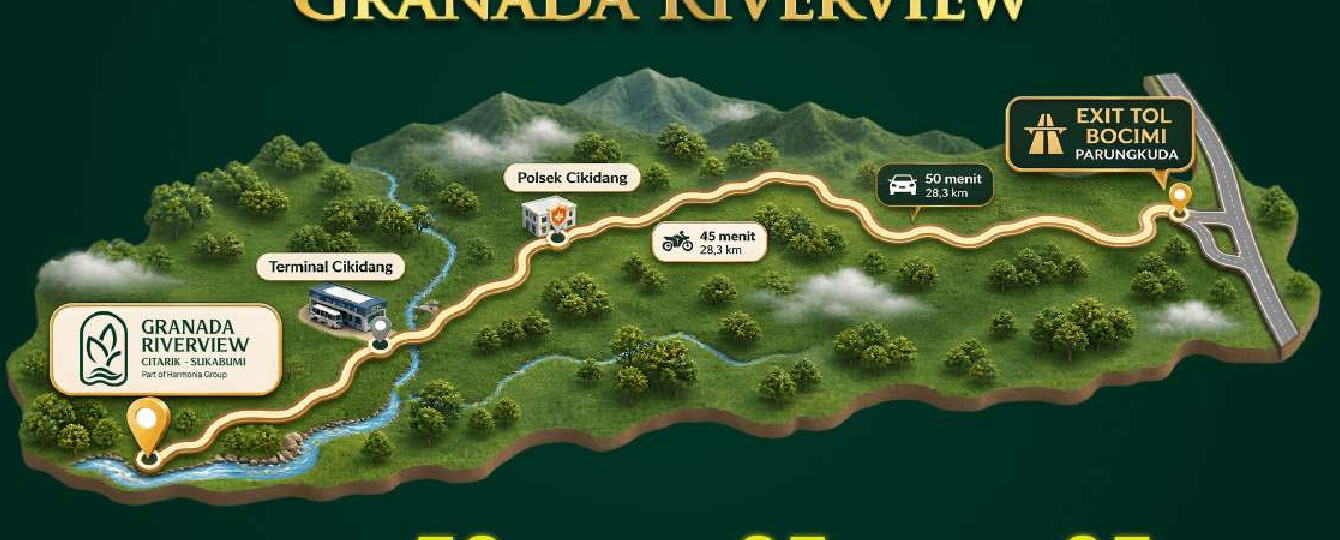 GRANADA RIVERVIEW
EXIT TOL
BOCIMI
PARUNGKUDA
Polsek Cikidang
50 menit
28,3 km
45 menit
28,3 km
Terminal Cikidang
GRANADA
RIVERVIEW
CITARIK - SUKABUMI
Part of Harmonia Group